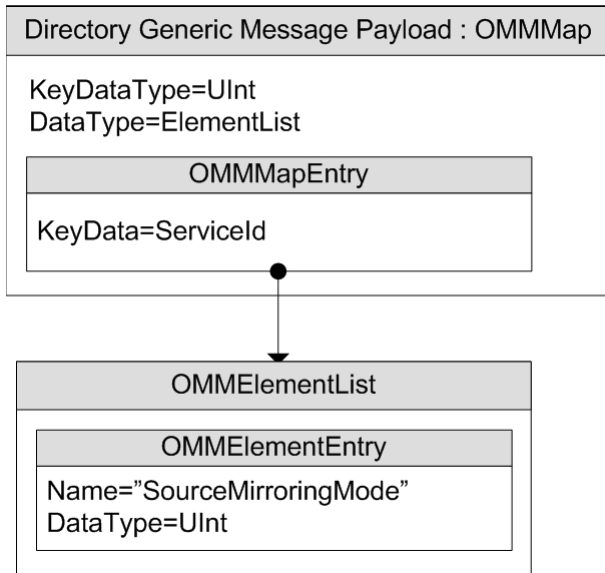 Directory Generic Message Payload : OMMMap
KeyDataType=UInt
DataType=ElementList
OMMMapEntry
KeyData=ServiceId
OMMElementList
OMMElementEntry
Name=”SourceMirroringMode”
DataType=UInt